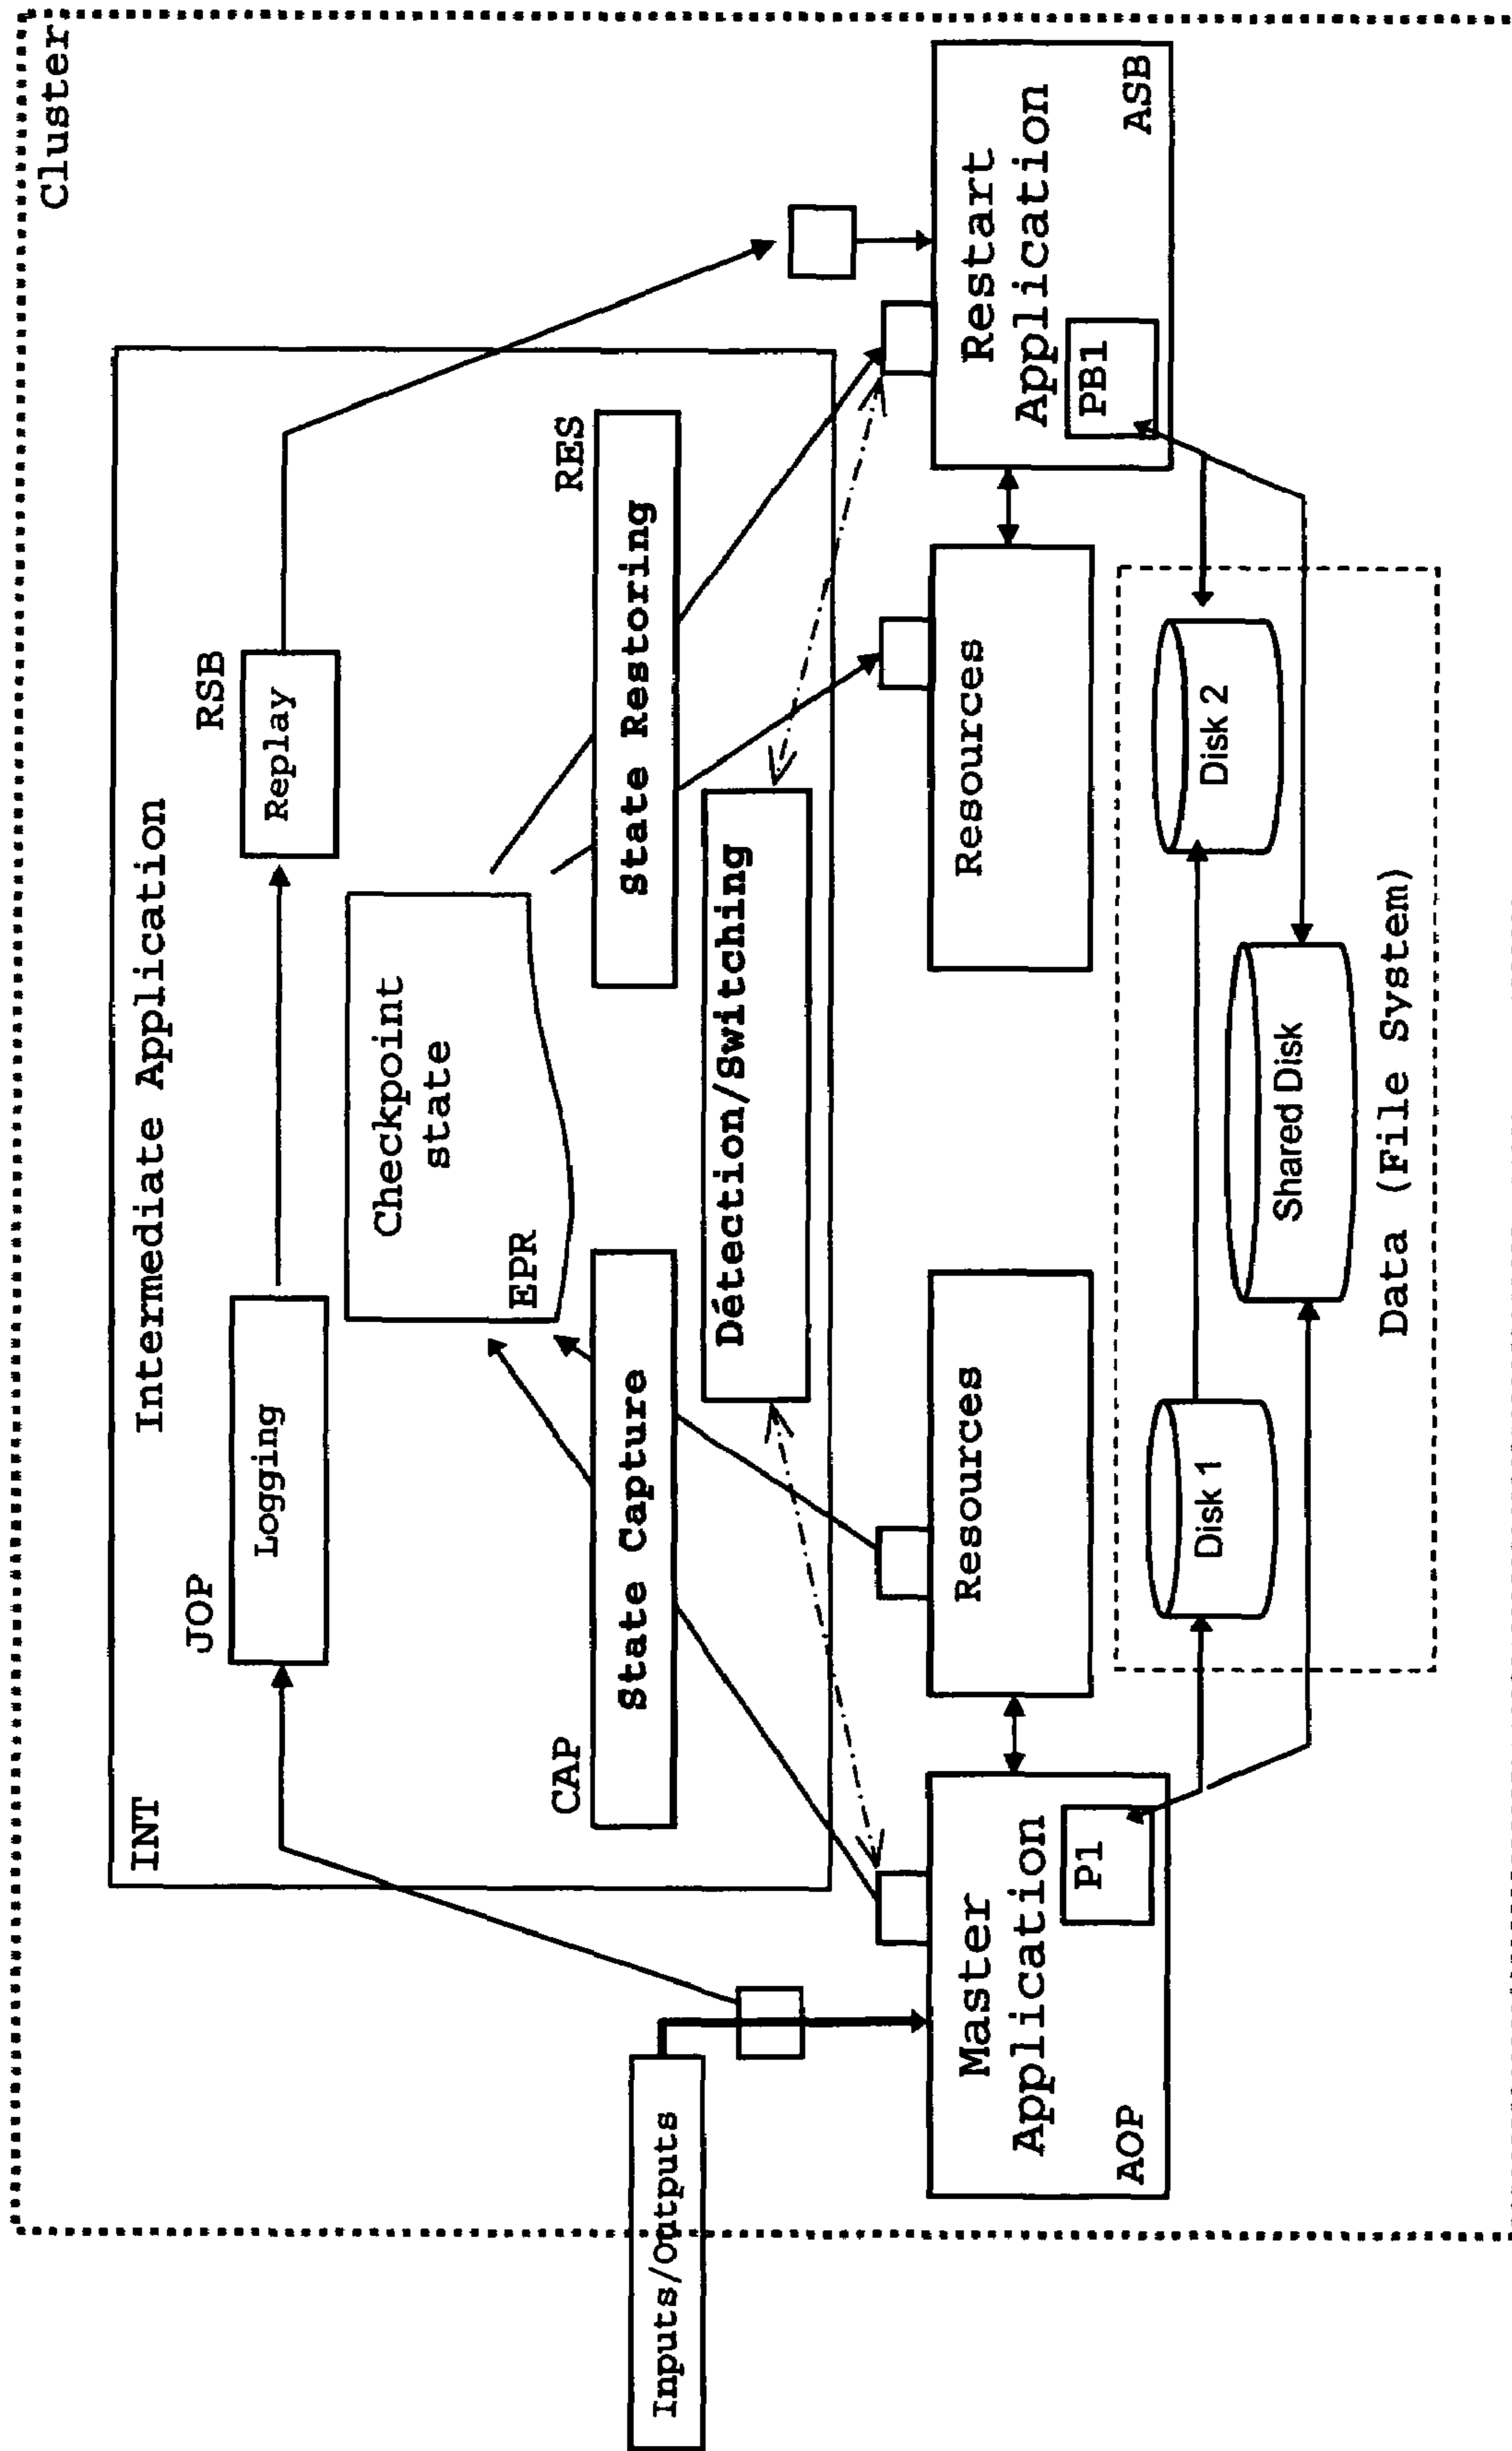 Cluster
INT
Intermediate Application
JOP
Logging
RSB
Replay
Checkpoint
state
EPR
CAP
State Capture
RES
State Restoring
Détection/Switching
Inputs/Outputs
Master
Application
P1
AOP
Resources
Resources
Restart
Application
PB1
ASB
Disk 1
Disk 2
Shared Disk
Data (File System)